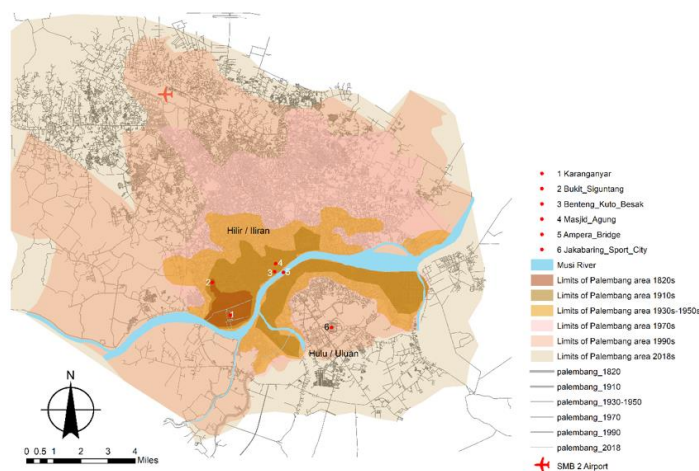 Hilir / Iliran
4
3
5
2
1
6
Hulu / Uluan
N
0 0.5 1 2 3 4
Miles
1 Karanganyar
2 Bukit_Siguntang
3 Benteng_Kuto_Besak
4 Masjid_Agung
5 Ampera_Bridge
6 Jakabaring_Sport_City
Musi River
Limits of Palembang area 1820s
Limits of Palembang area 1910s
Limits of Palembang area 1930s-1950s
Limits of Palembang area 1970s
Limits of Palembang area 1990s
Limits of Palembang area 2018s
palembang_1820
palembang_1910
palembang_1930-1950
palembang_1970
palembang_1990
palembang_2018
SMB 2 Airport